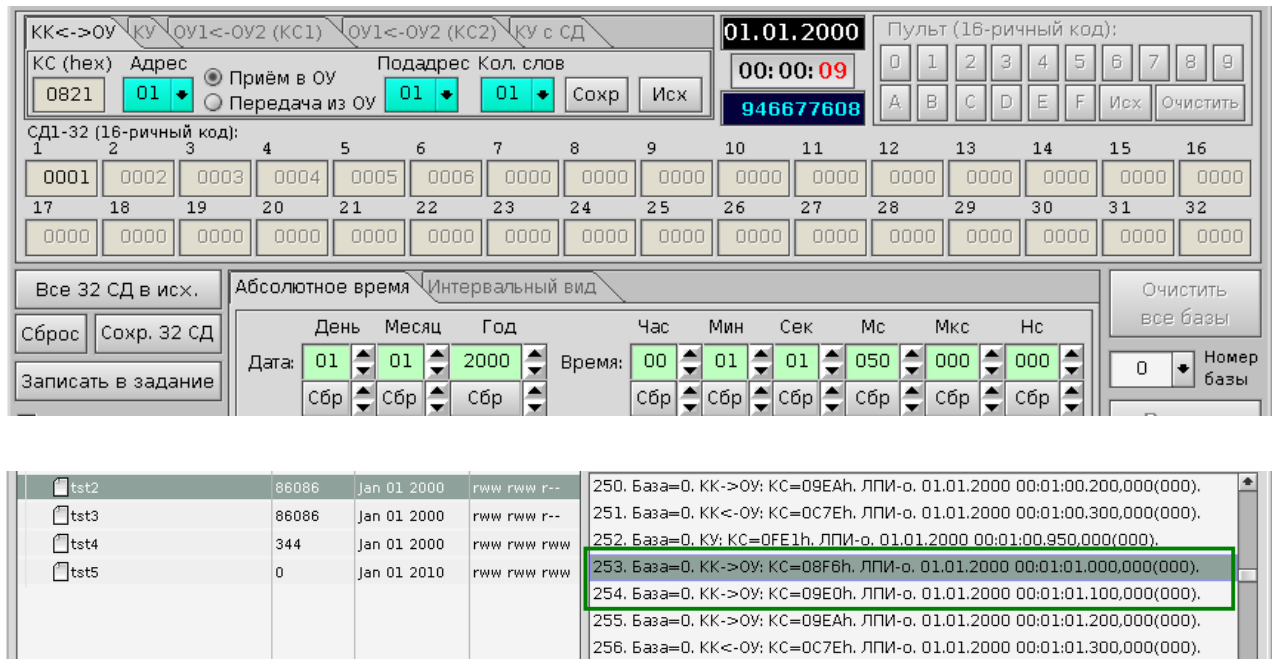 КК<->ОУ КУ ОУ1<-ОУ2 (КС1) ОУ1<-ОУ2 (КС2) КУ с СД
01.01.2000
Пульт (16-ричный код):
КС (hex) Адрес Приём в ОУ Подадрес Кол. слов
00:00:09
0 1 2 3 4 5 6 7 8 9
0821 01 Передача из ОУ 01 01 Сохр Исх
946677608
A B C D E F Исх Очистить
СД1-32 (16-ричный код):
1 2 3 4 5 6 7 8 9 10 11 12 13 14 15 16
0001 0002 0003 0004 0005 0006 0000 0000 0000 0000 0000 0000 0000 0000 0000 0000
17 18 19 20 21 22 23 24 25 26 27 28 29 30 31 32
0000 0000 0000 0000 0000 0000 0000 0000 0000 0000 0000 0000 0000 0000 0000 0000
Все 32 СД в исх. Абсолютное время Интервальный вид Очистить
все базы
Сброс Сохр. 32 СД День Месяц Год Час Мин Сек Мс Мкс Нс
Дата: 01 01 2000 Время: 00 01 01 050 000 000 0 Номер
базы
Записать в задание Сбр Сбр Сбр Сбр Сбр Сбр Сбр Сбр Сбр
tst2 86086 Jan 01 2000 rww rww r-- 250. База=0. КК->ОУ: КС=09EAh. ЛПИ-о. 01.01.2000 00:01:00.200,000(000).
tst3 86086 Jan 01 2000 rww rww r-- 251. База=0. КК<-ОУ: КС=0C7Eh. ЛПИ-о. 01.01.2000 00:01:00.300,000(000).
tst4 344 Jan 01 2000 rww rww rww 252. База=0. КУ: КС=0FE1h. ЛПИ-о. 01.01.2000 00:01:00.950,000(000).
tst5 0 Jan 01 2010 rww rww rww 253. База=0. КК->ОУ: КС=08F6h. ЛПИ-о. 01.01.2000 00:01:01.000,000(000).
254. База=0. КК->ОУ: КС=09E0h. ЛПИ-о. 01.01.2000 00:01:01.100,000(000).
255. База=0. КК->ОУ: КС=09EAh. ЛПИ-о. 01.01.2000 00:01:01.200,000(000).
256. База=0. КК<-ОУ: КС=0C7Eh. ЛПИ-о. 01.01.2000 00:01:01.300,000(000).